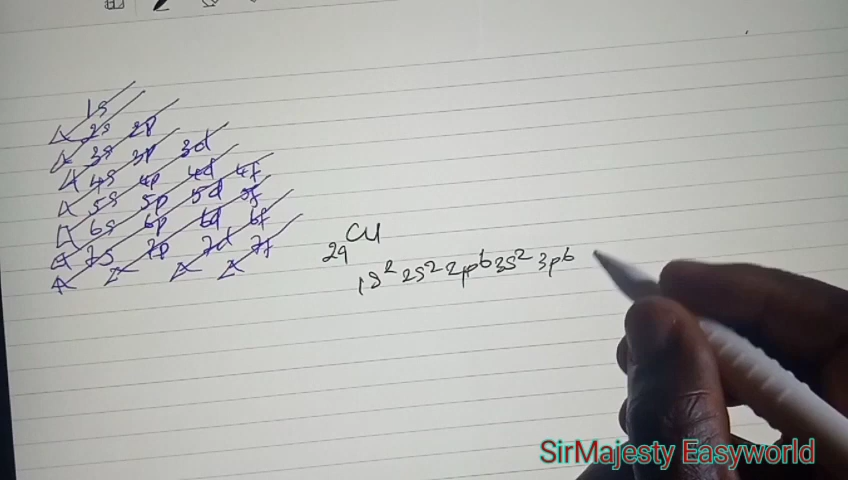 1s
2s 2p
3s 3p 3d
4s 4p 4d 4f
5s 5p 5d 5f
6s 6p 6d 6f
7s 7p 7d 7f
29Cu
1s² 2s² 2p⁶ 3s² 3p⁶
SirMajesty Easyworld